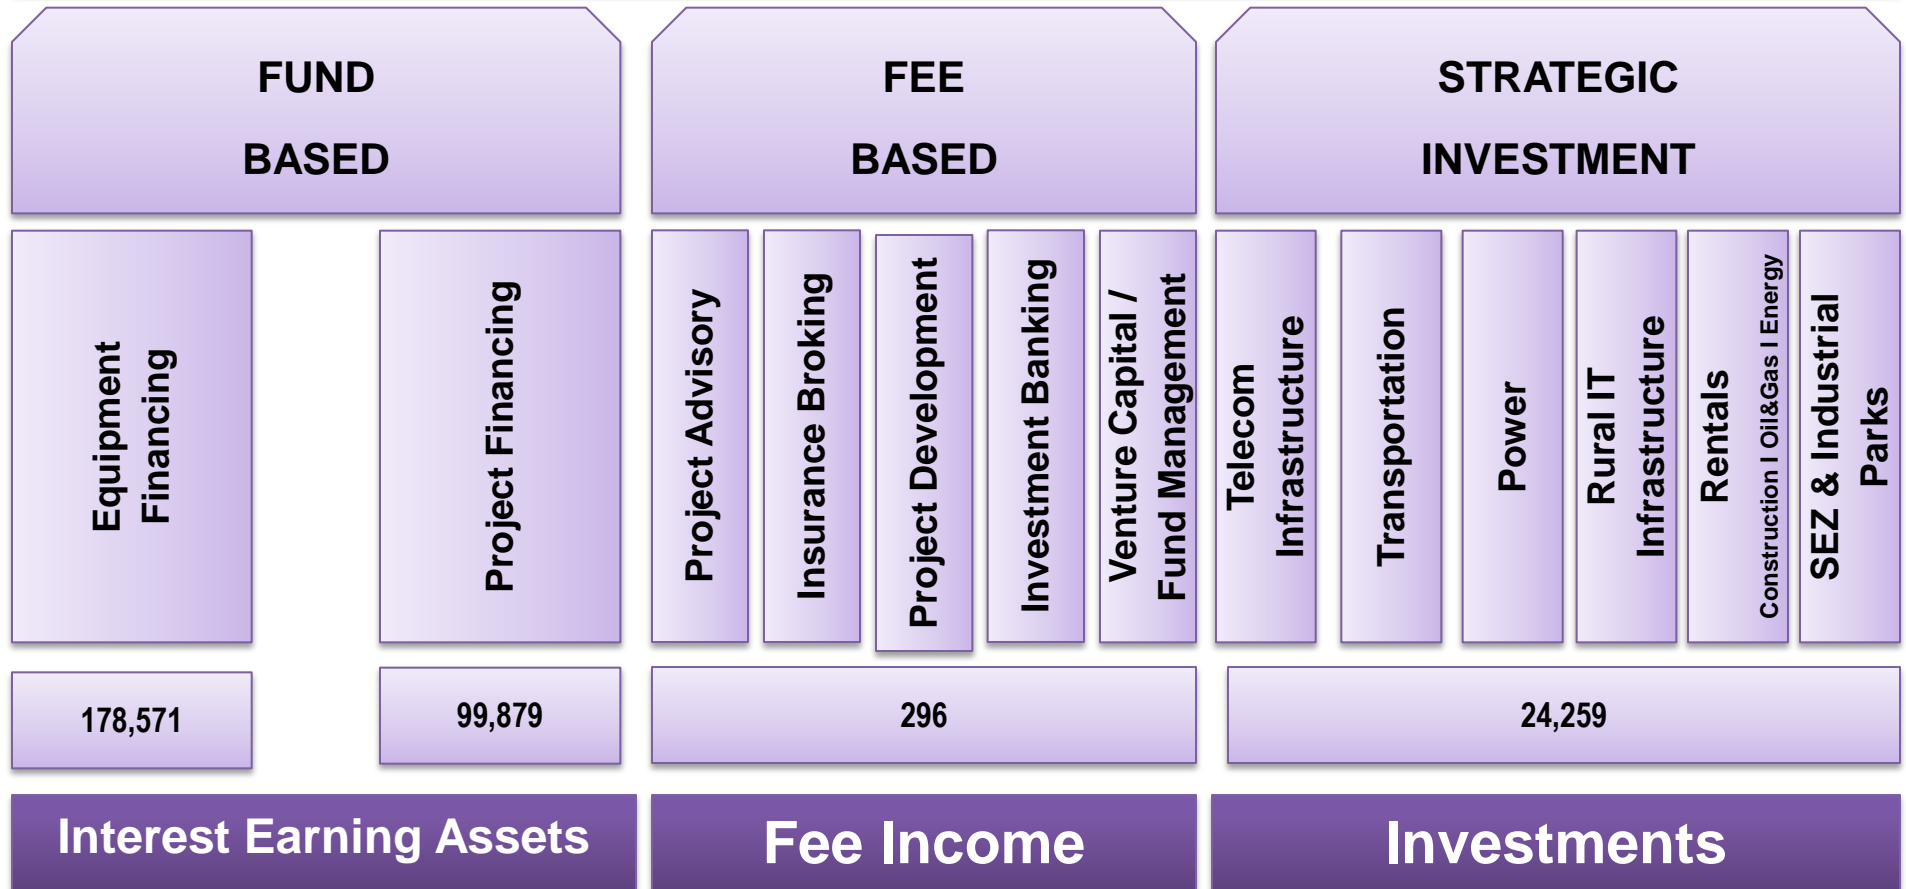 FUND
BASED
FEE
BASED
STRATEGIC
INVESTMENT
Equipment
Financing
Project Financing
Project Advisory
Insurance Broking
Project Development
Investment Banking
Venture Capital /
Fund Management
Telecom
Infrastructure
Transportation
Power
Rural IT
Infrastructure
Rentals
Construction I Oil&Gas I Energy
SEZ & Industrial
Parks
178,571
99,879
296
24,259
Interest Earning Assets
Fee Income
Investments